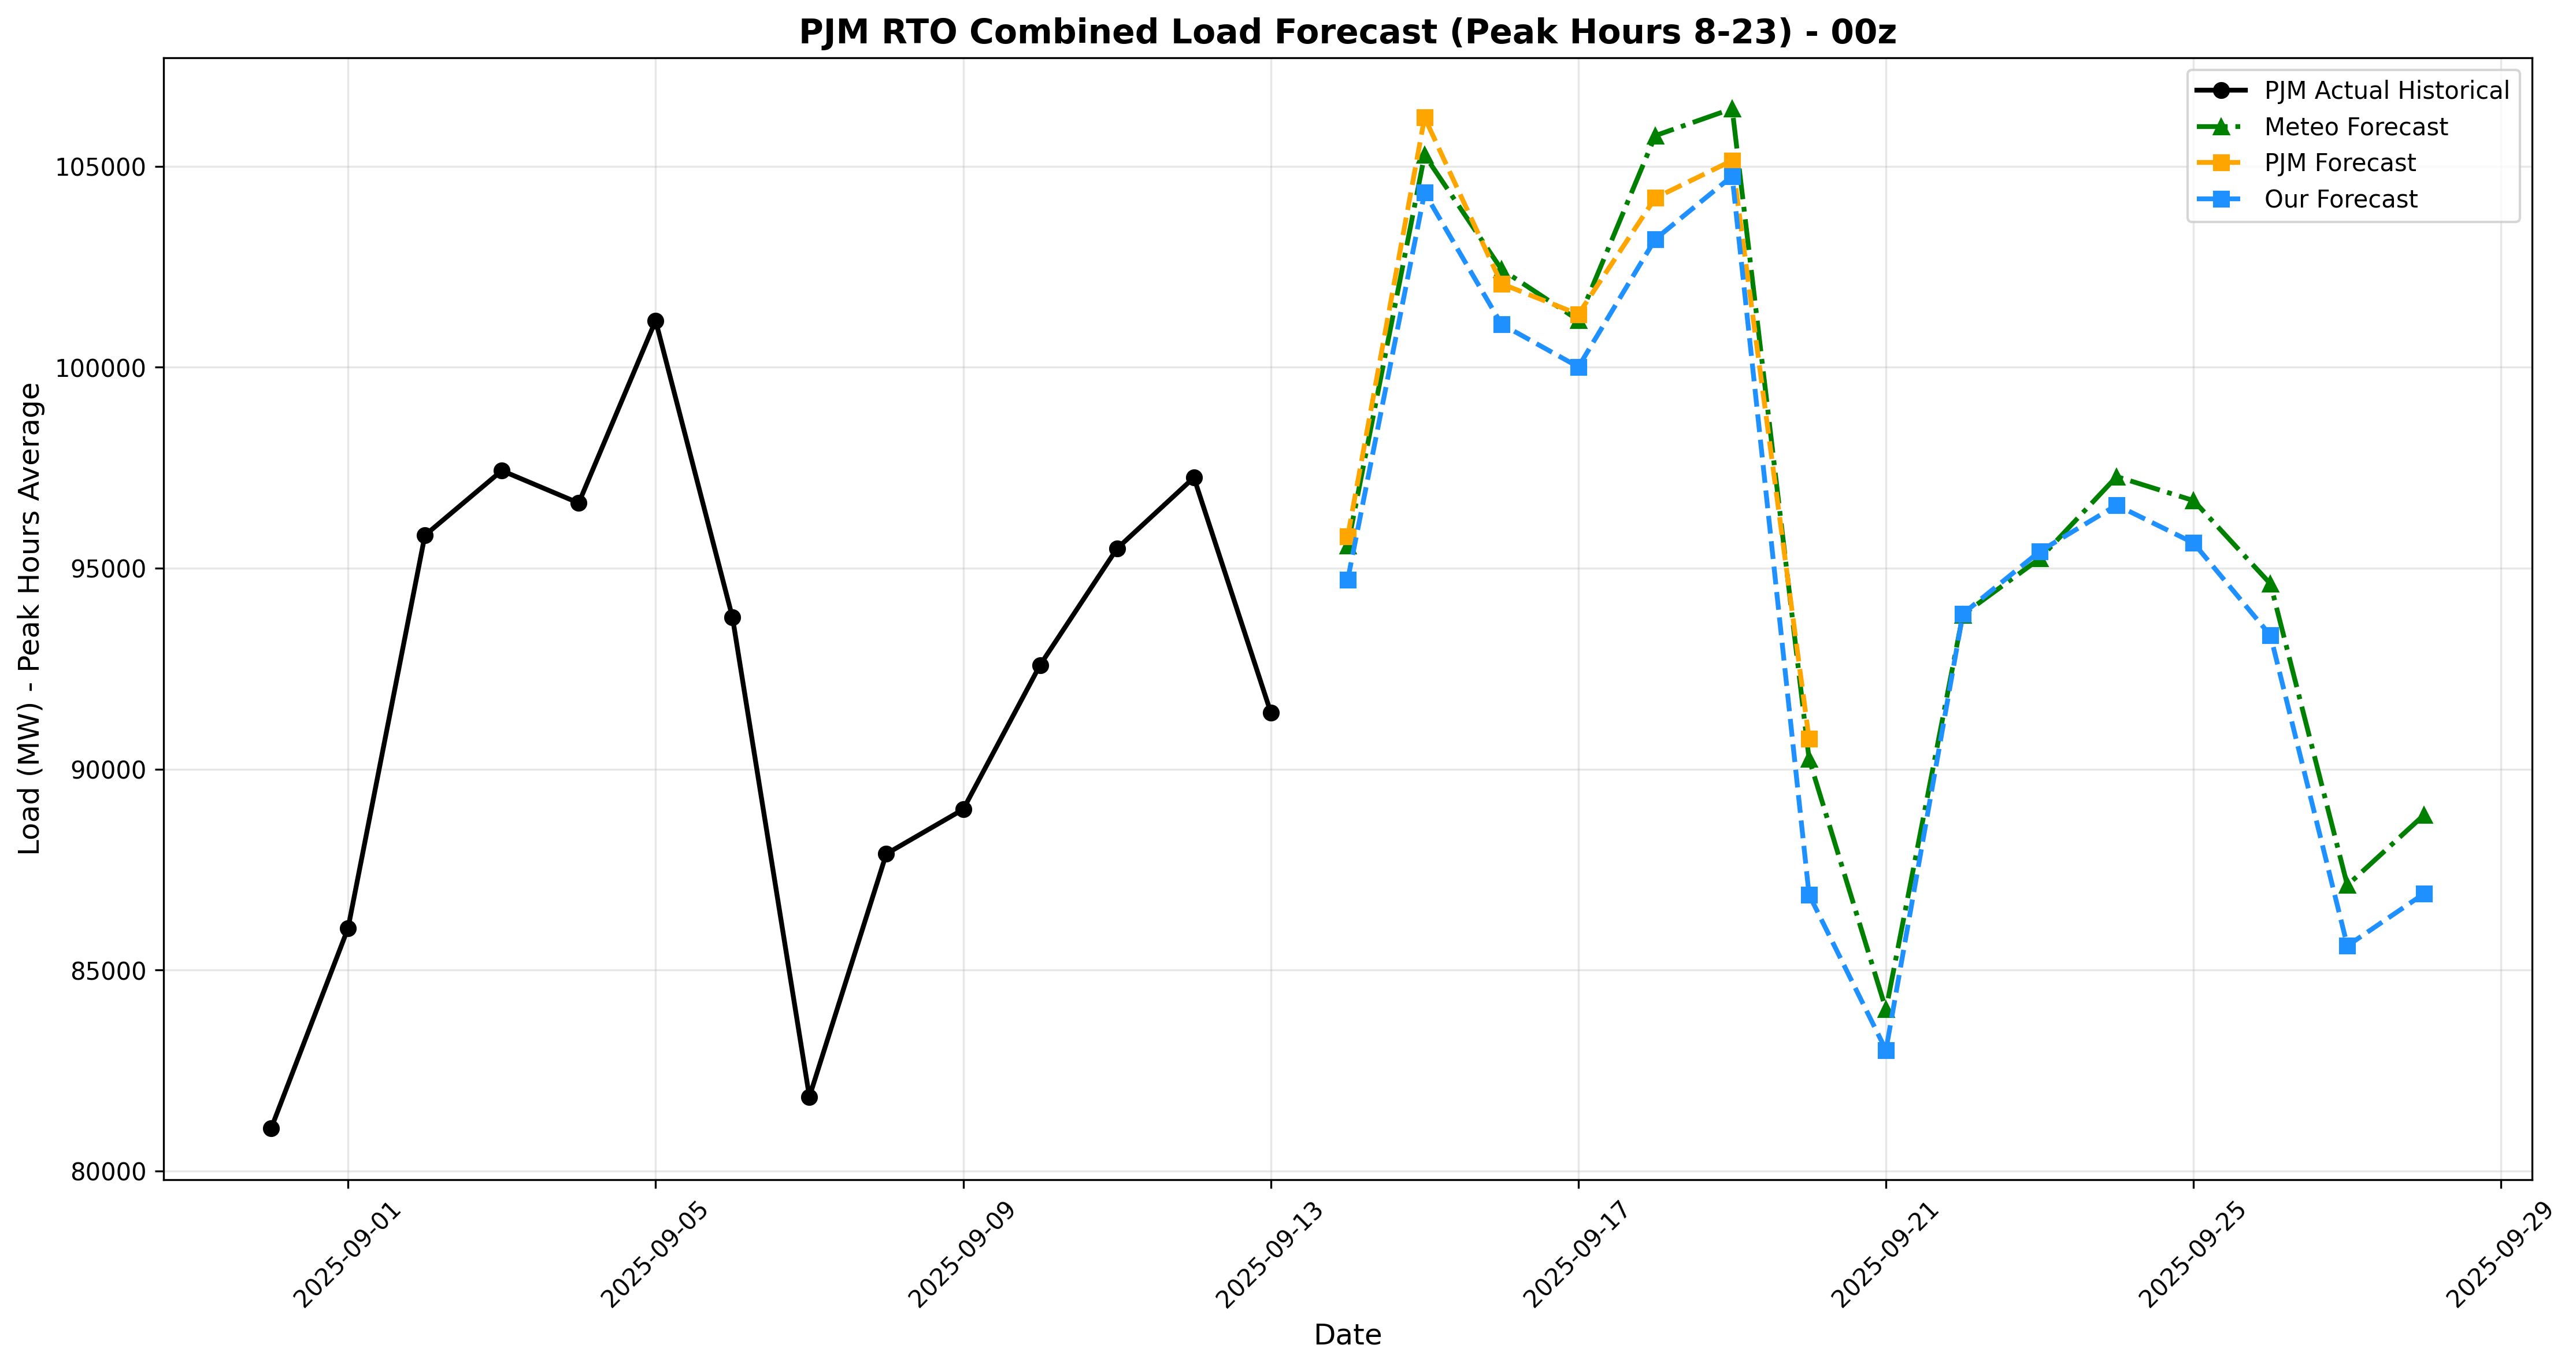 PJM RTO Combined Load Forecast (Peak Hours 8-23) - 00z
PJM Actual Historical
Meteo Forecast
PJM Forecast
Our Forecast
Load (MW) - Peak Hours Average
105000
100000
95000
90000
85000
80000
2025-09-01
2025-09-05
2025-09-09
2025-09-13
2025-09-17
2025-09-21
2025-09-25
2025-09-29
Date